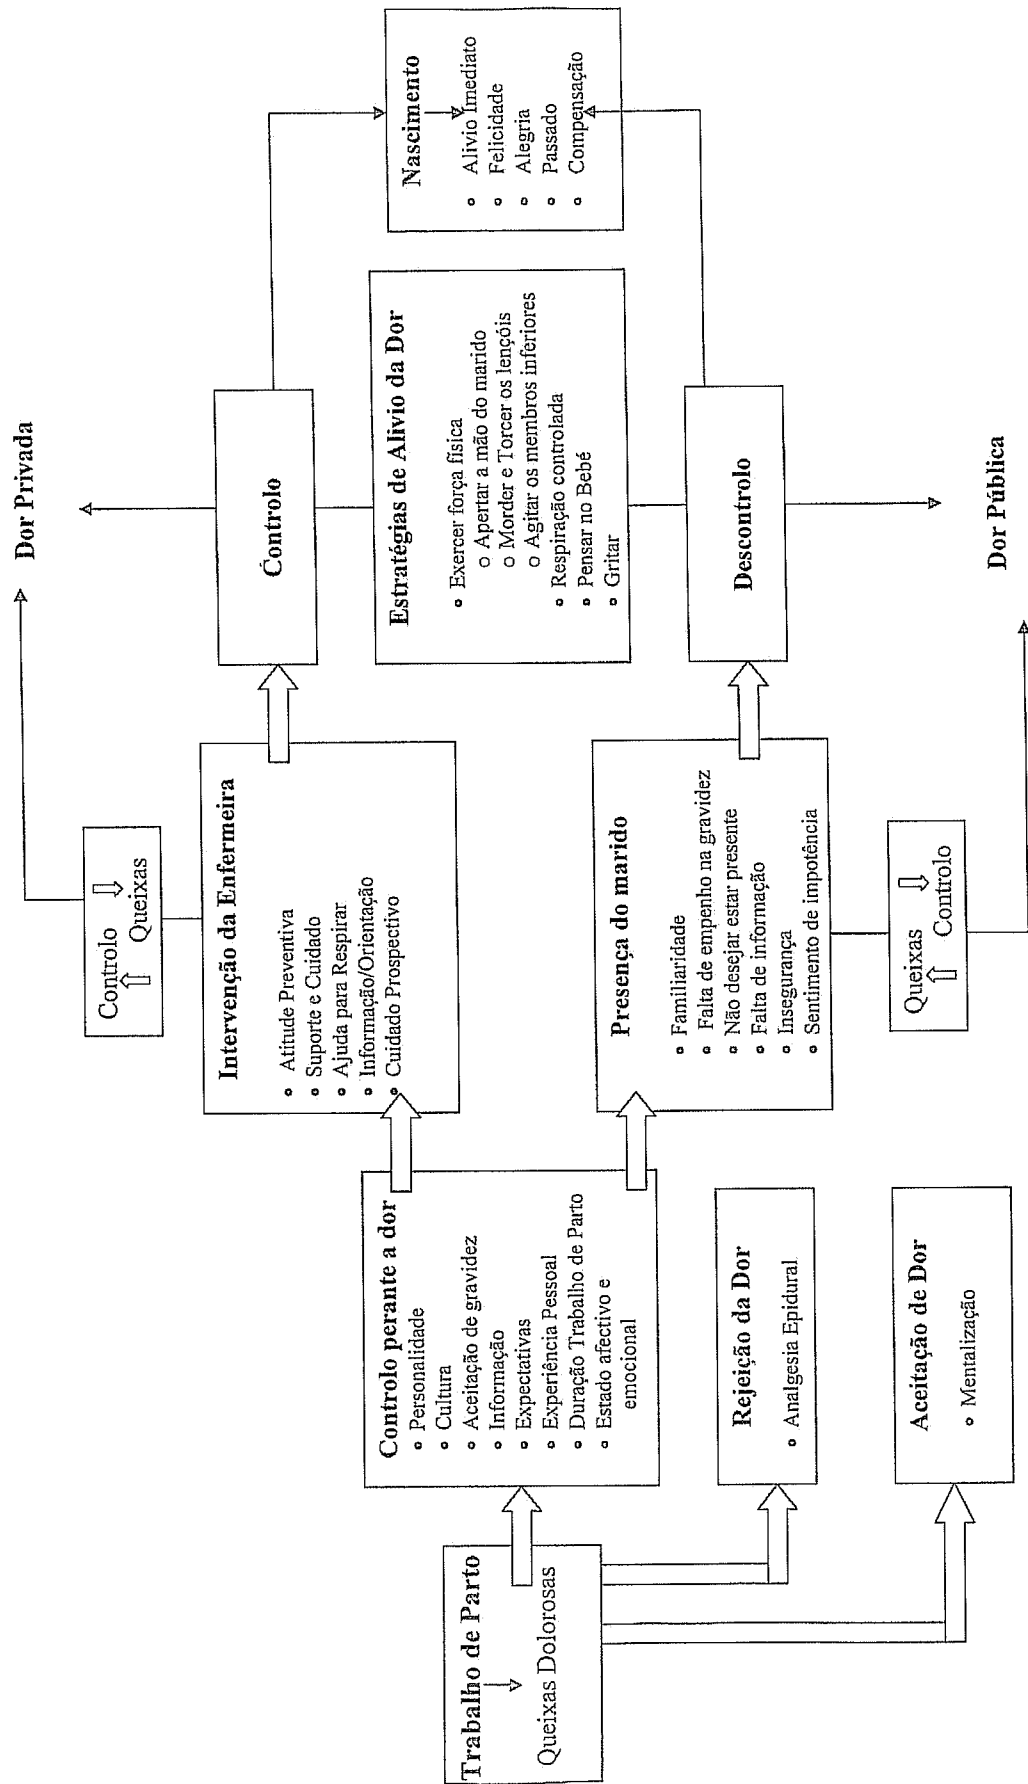 Trabalho de Parto
Queixas Dolorosas
Controlo perante a dor
Personalidade
Cultura
Aceitação de gravidez
Informação
Expectativas
Experiência Pessoal
Duração Trabalho de Parto
Estado afectivo e
emocional
Rejeição da Dor
Analgesia Epidural
Aceitação de Dor
Mentalização
Controlo
Queixas
Intervenção da Enfermeira
Atitude Preventiva
Suporte e Cuidado
Ajuda para Respirar
Informação/Orientação
Cuidado Prospectivo
Presença do marido
Familiaridade
Falta de empenho na gravidez
Não desejar estar presente
Falta de informação
Insegurança
Sentimento de impotência
Queixas
Controlo
Dor Privada
Controlo
Estratégias de Alivio da Dor
Exercer força física
Apertar a mão do marido
Morder e Torcer os lençóis
Agitar os membros inferiores
Respiração controlada
Pensar no Bebé
Gritar
Descontrolo
Dor Pública
Nascimento
Alivio Imediato
Felicidade
Alegria
Passado
Compensação